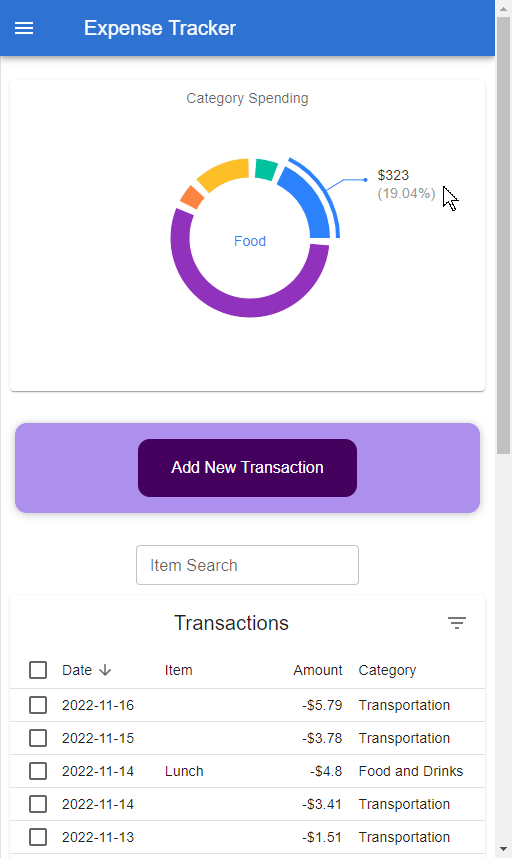 Expense Tracker
Category Spending
$323
(19.04%)
Food
Add New Transaction
Item Search
Transactions
Date Item Amount Category
2022-11-16 -$5.79 Transportation
2022-11-15 -$3.78 Transportation
2022-11-14 Lunch -$4.8 Food and Drinks
2022-11-14 -$3.41 Transportation
2022-11-13 -$1.51 Transportation